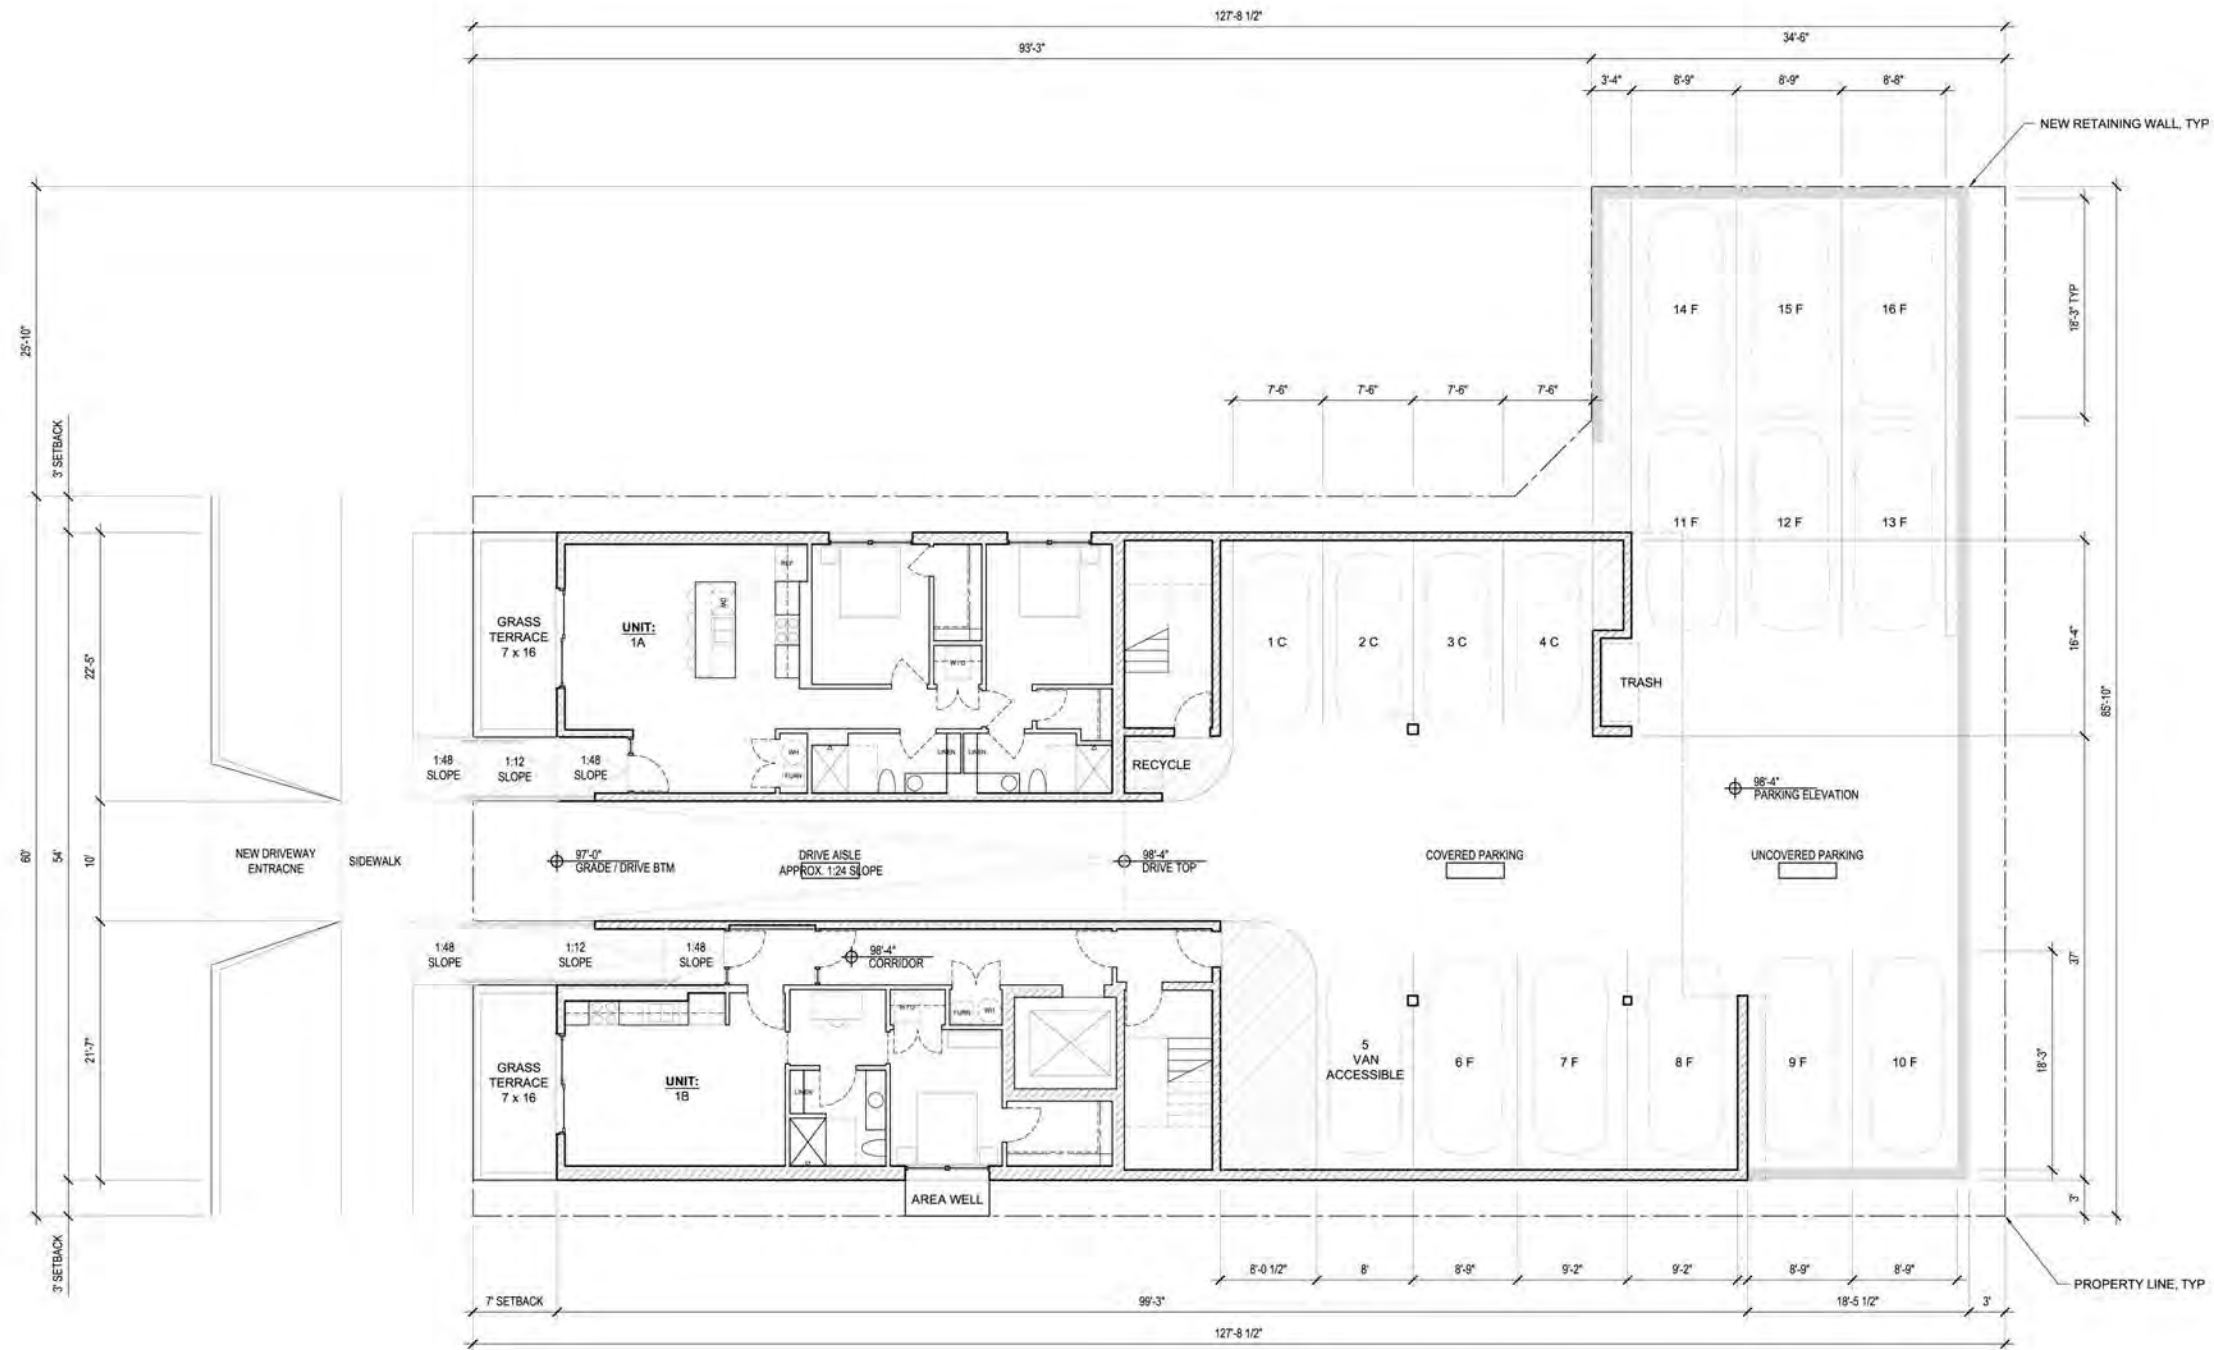 127'-8 1/2"
93'-3"
34'-6"
3'-4"
8'-9"
8'-9"
8'-8"
NEW RETAINING WALL, TYP
25'-10"
18'-3" TYP
14 F
15 F
16 F
7'-6"
7'-6"
7'-6"
7'-6"
3' SETBACK
11 F
12 F
13 F
REF
GRASS
TERRACE
7 x 16
UNIT:
1A
22'-5"
1 C
2 C
3 C
4 C
16'-4"
W/D
TRASH
85'-10"
1:48
SLOPE
1:12
SLOPE
1:48
SLOPE
WH
FURN
LINEN
LINEN
RECYCLE
98'-4"
PARKING ELEVATION
60'
54'
10'
NEW DRIVEWAY
ENTRACNE
SIDEWALK
97'-0"
GRADE / DRIVE BTM
DRIVE AISLE
APPROX. 1:24 SLOPE
98'-4"
DRIVE TOP
COVERED PARKING
UNCOVERED PARKING
1:48
SLOPE
1:12
SLOPE
1:48
SLOPE
98'-4"
CORRIDOR
37'
21'-7"
W/D
FURN
WH
GRASS
TERRACE
7 x 16
UNIT:
1B
LINEN
5
VAN
ACCESSIBLE
6 F
7 F
8 F
9 F
10 F
18'-3"
AREA WELL
3'
3' SETBACK
8'-0 1/2"
8'
8'-9"
9'-2"
9'-2"
8'-9"
8'-9"
PROPERTY LINE, TYP
7' SETBACK
99'-3"
18'-5 1/2"
3'
127'-8 1/2"